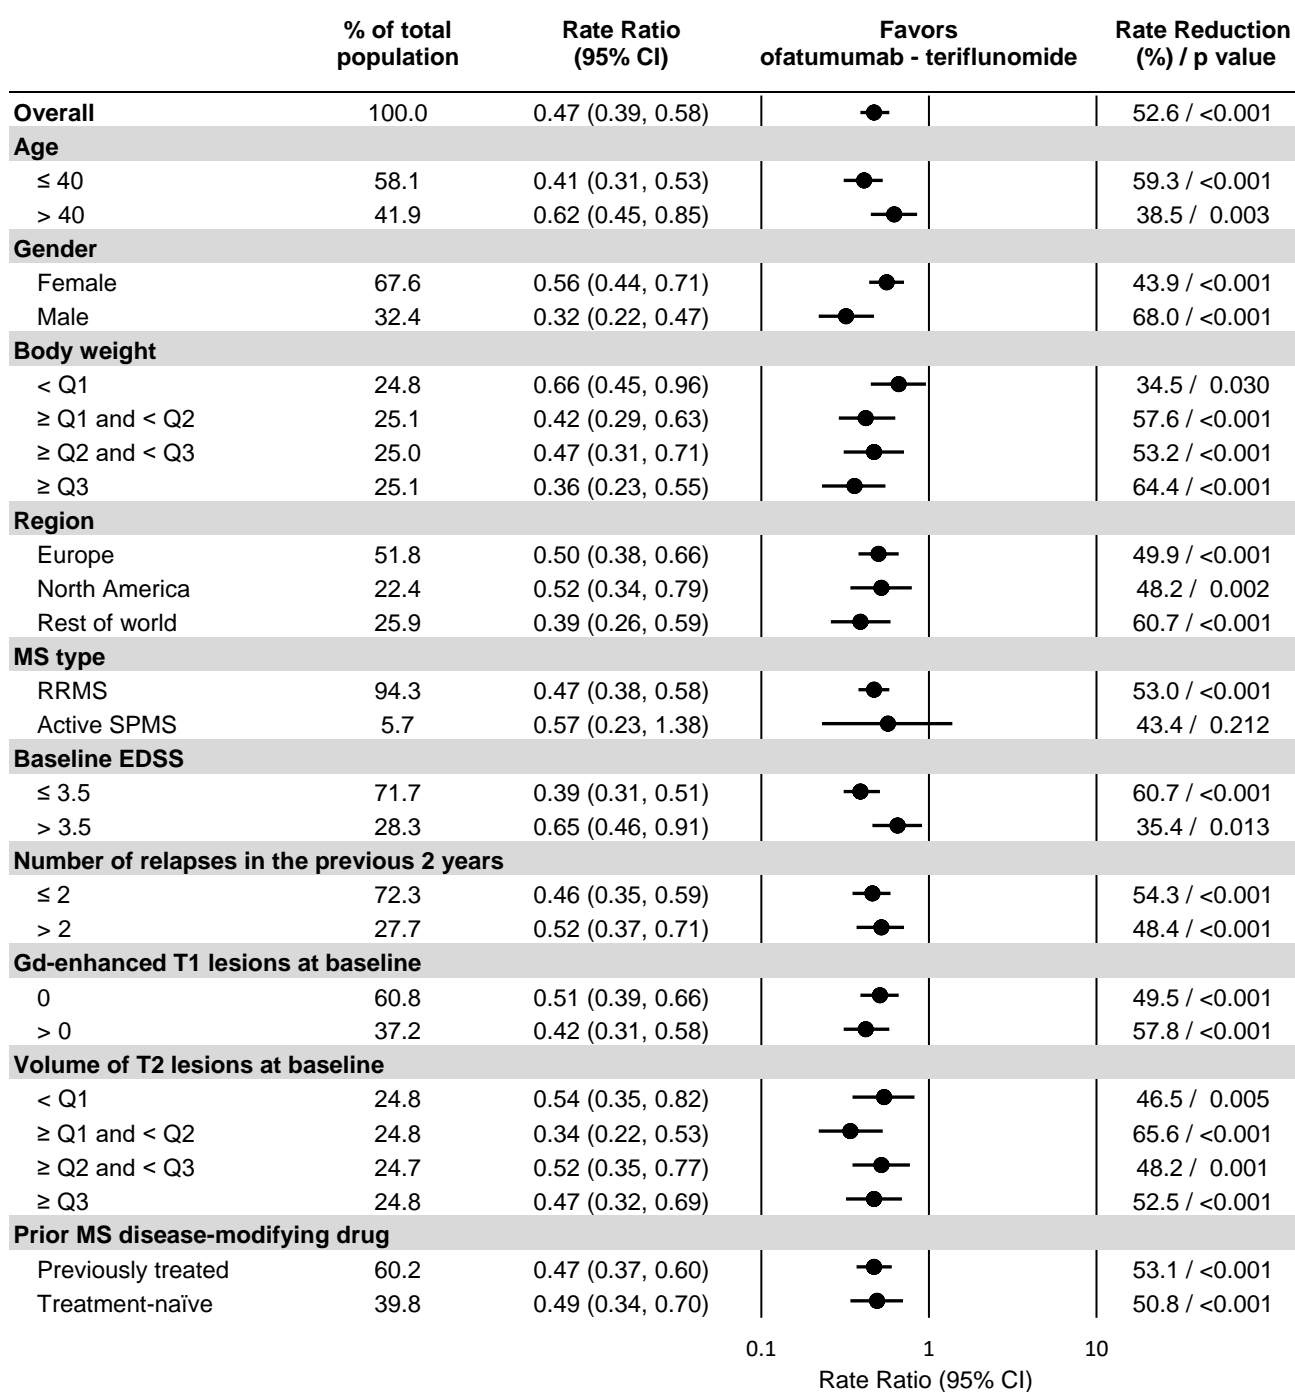 % of total population Rate Ratio (95% CI) Favors ofatumumab - teriflunomide Rate Reduction (%) / p value
Overall 100.0 0.47 (0.39, 0.58) 52.6 / <0.001
Age
≤ 40 58.1 0.41 (0.31, 0.53) 59.3 / <0.001
> 40 41.9 0.62 (0.45, 0.85) 38.5 / 0.003
Gender
Female 67.6 0.56 (0.44, 0.71) 43.9 / <0.001
Male 32.4 0.32 (0.22, 0.47) 68.0 / <0.001
Body weight
< Q1 24.8 0.66 (0.45, 0.96) 34.5 / 0.030
≥ Q1 and < Q2 25.1 0.42 (0.29, 0.63) 57.6 / <0.001
≥ Q2 and < Q3 25.0 0.47 (0.31, 0.71) 53.2 / <0.001
≥ Q3 25.1 0.36 (0.23, 0.55) 64.4 / <0.001
Region
Europe 51.8 0.50 (0.38, 0.66) 49.9 / <0.001
North America 22.4 0.52 (0.34, 0.79) 48.2 / 0.002
Rest of world 25.9 0.39 (0.26, 0.59) 60.7 / <0.001
MS type
RRMS 94.3 0.47 (0.38, 0.58) 53.0 / <0.001
Active SPMS 5.7 0.57 (0.23, 1.38) 43.4 / 0.212
Baseline EDSS
≤ 3.5 71.7 0.39 (0.31, 0.51) 60.7 / <0.001
> 3.5 28.3 0.65 (0.46, 0.91) 35.4 / 0.013
Number of relapses in the previous 2 years
≤ 2 72.3 0.46 (0.35, 0.59) 54.3 / <0.001
> 2 27.7 0.52 (0.37, 0.71) 48.4 / <0.001
Gd-enhanced T1 lesions at baseline
0 60.8 0.51 (0.39, 0.66) 49.5 / <0.001
> 0 37.2 0.42 (0.31, 0.58) 57.8 / <0.001
Volume of T2 lesions at baseline
< Q1 24.8 0.54 (0.35, 0.82) 46.5 / 0.005
≥ Q1 and < Q2 24.8 0.34 (0.22, 0.53) 65.6 / <0.001
≥ Q2 and < Q3 24.7 0.52 (0.35, 0.77) 48.2 / 0.001
≥ Q3 24.8 0.47 (0.32, 0.69) 52.5 / <0.001
Prior MS disease-modifying drug
Previously treated 60.2 0.47 (0.37, 0.60) 53.1 / <0.001
Treatment-naïve 39.8 0.49 (0.34, 0.70) 50.8 / <0.001
0.1 1 10
Rate Ratio (95% CI)